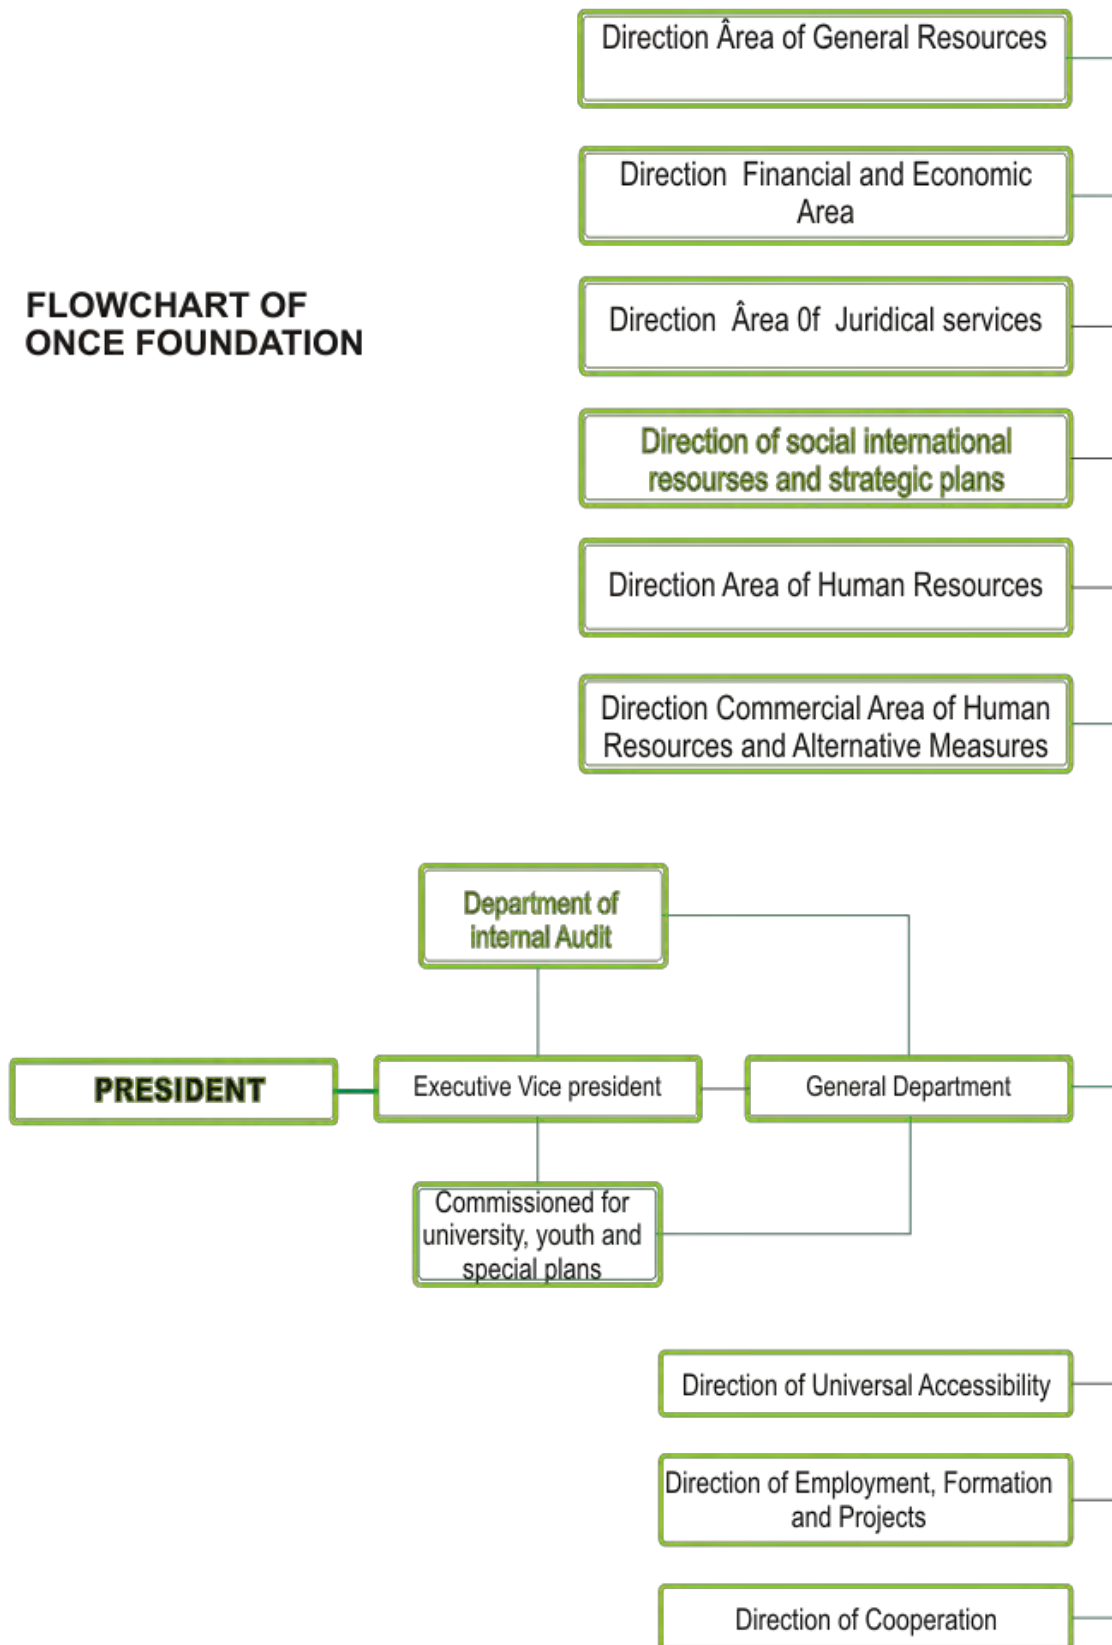 Direction Ârea of General Resources
Direction Financial and Economic
Area
FLOWCHART OF
ONCE FOUNDATION
Direction Ârea 0f Juridical services
Direction of social international
resourses and strategic plans
Direction Area of Human Resources
Direction Commercial Area of Human
Resources and Alternative Measures
Department of
internal Audit
PRESIDENT
Executive Vice president
General Department
Commissioned for
university, youth and
special plans
Direction of Universal Accessibility
Direction of Employment, Formation
and Projects
Direction of Cooperation